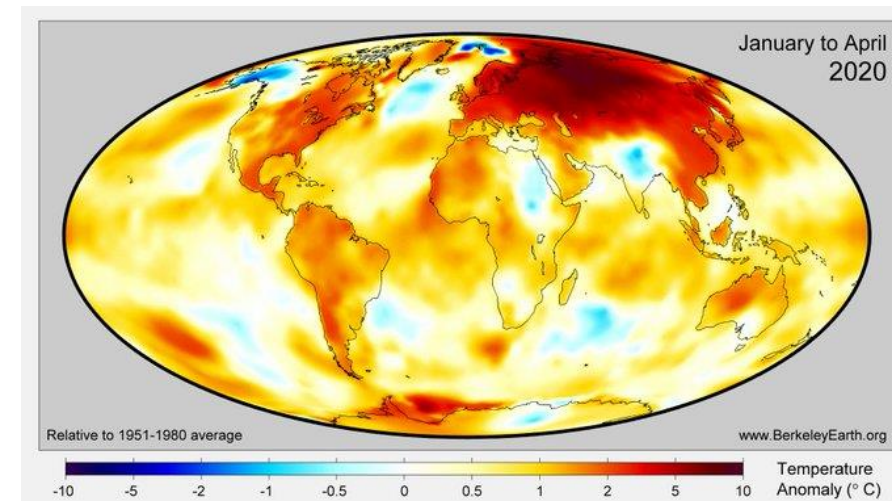 January to April
2020
Relative to 1951-1980 average
www.BerkeleyEarth.org
-10 -5 -2 -1 -0.5 0 0.5 1 2 5 10
Temperature
Anomaly (° C)